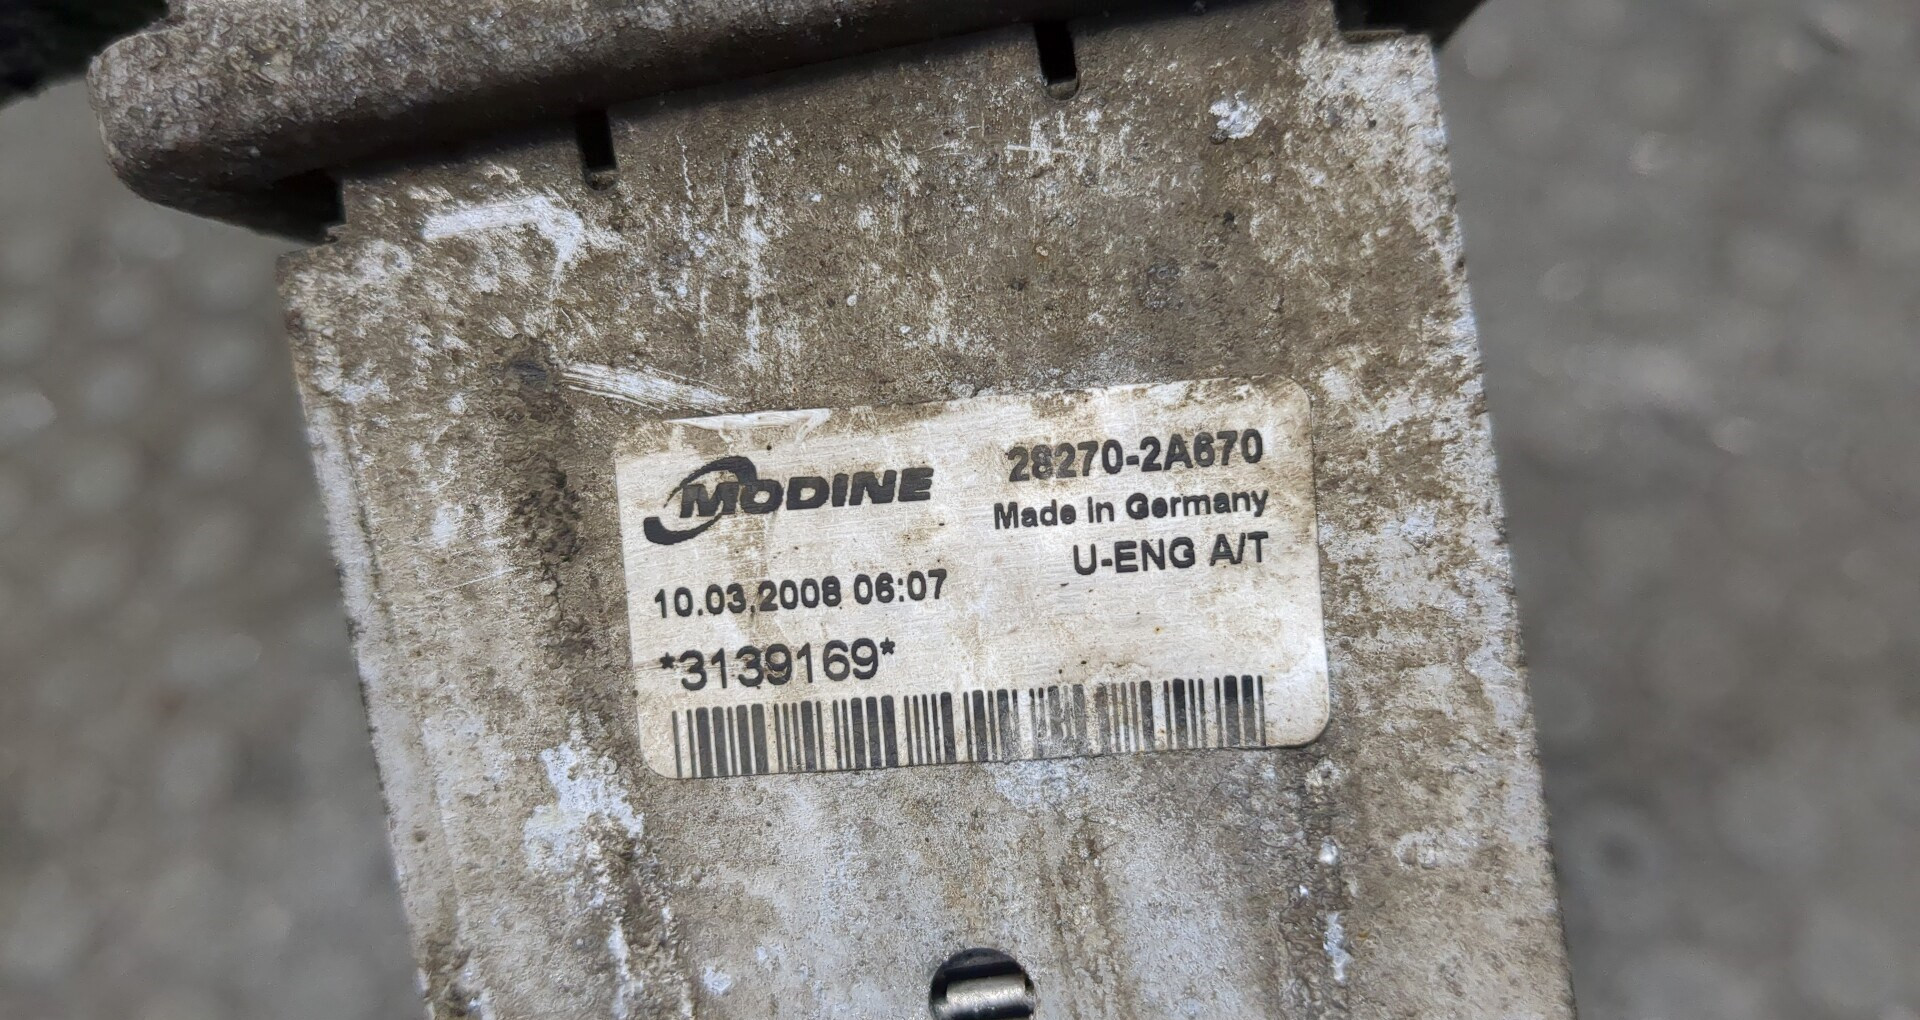 MODINE
28270-2A670
Made in Germany
U-ENG A/T
10.03.2008 06:07
*3139169*